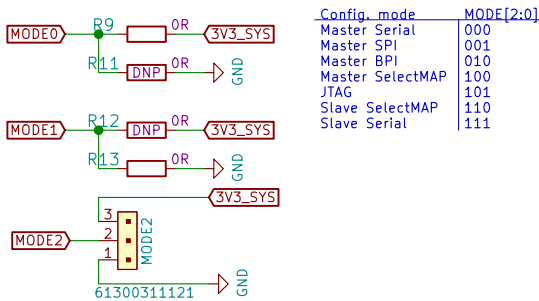 MODE0
R9
0R
3V3_SYS
R11
DNP
0R
GND
MODE1
R12
DNP
0R
3V3_SYS
R13
0R
GND
3V3_SYS
MODE2
3
2
1
MODE2
GND
61300311121
Config. mode MODE[2:0]
Master Serial 000
Master SPI 001
Master BPI 010
Master SelectMAP 100
JTAG 101
Slave SelectMAP 110
Slave Serial 111